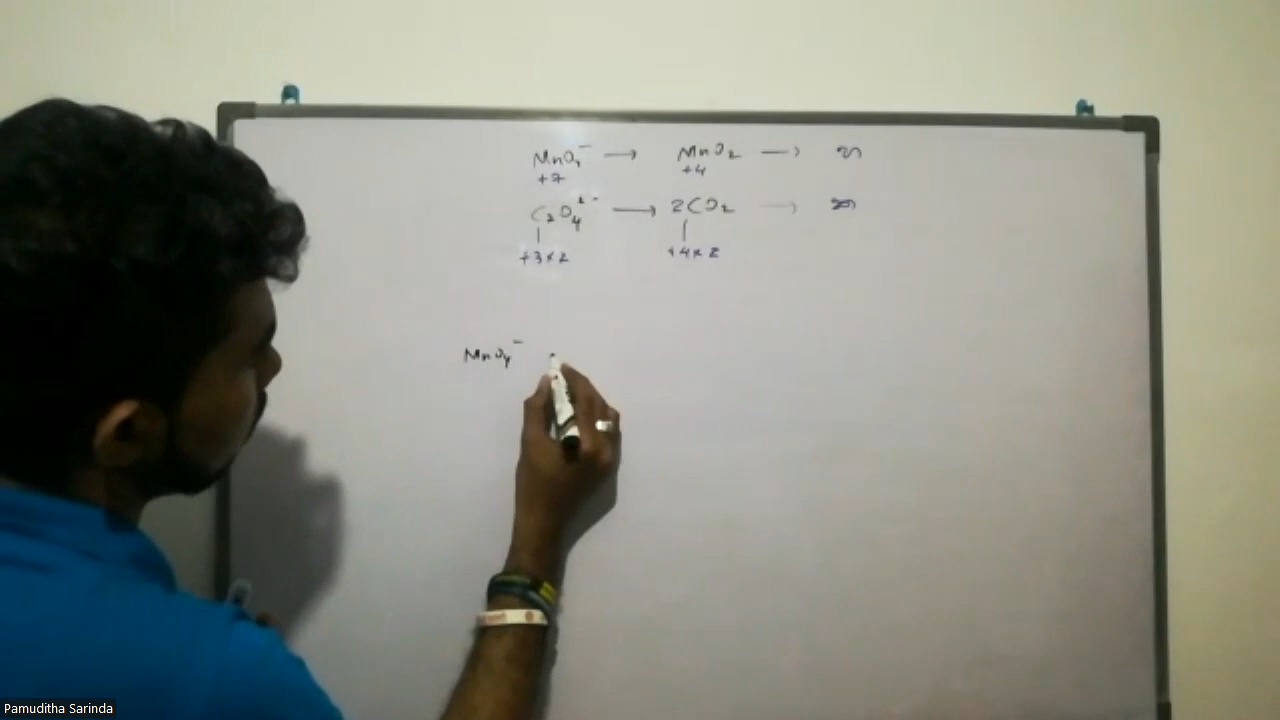 MnO₄⁻ → MnO₂ →
+7 +4
C₂O₄²⁻ → 2CO₂ →
+3×2 +4×2
MnO₄⁻
Pamuditha Sarinda